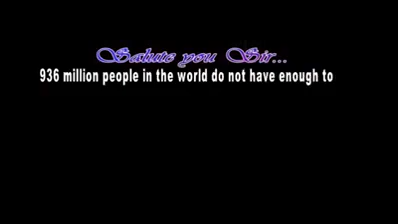 Salute you Sir...
936 million people in the world do not have enough to